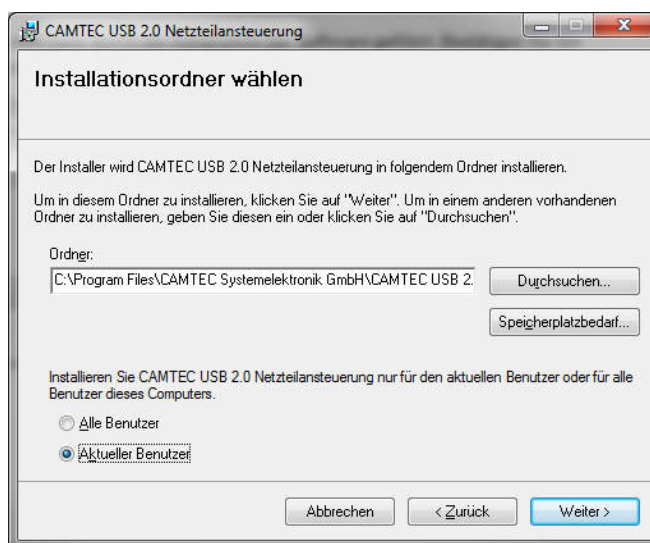 CAMTEC USB 2.0 Netzteilansteuerung
Installationsordner wählen
Der Installer wird CAMTEC USB 2.0 Netzteilansteuerung in folgendem Ordner installieren.
Um in diesem Ordner zu installieren, klicken Sie auf "Weiter". Um in einem anderen vorhandenen
Ordner zu installieren, geben Sie diesen ein oder klicken Sie auf "Durchsuchen".
Ordner:
C:\Program Files\CAMTEC Systemelektronik GmbH\CAMTEC USB 2.
Durchsuchen...
Speicherplatzbedarf...
Installieren Sie CAMTEC USB 2.0 Netzteilansteuerung nur für den aktuellen Benutzer oder für alle
Benutzer dieses Computers.
Alle Benutzer
Aktueller Benutzer
Abbrechen
< Zurück
Weiter >